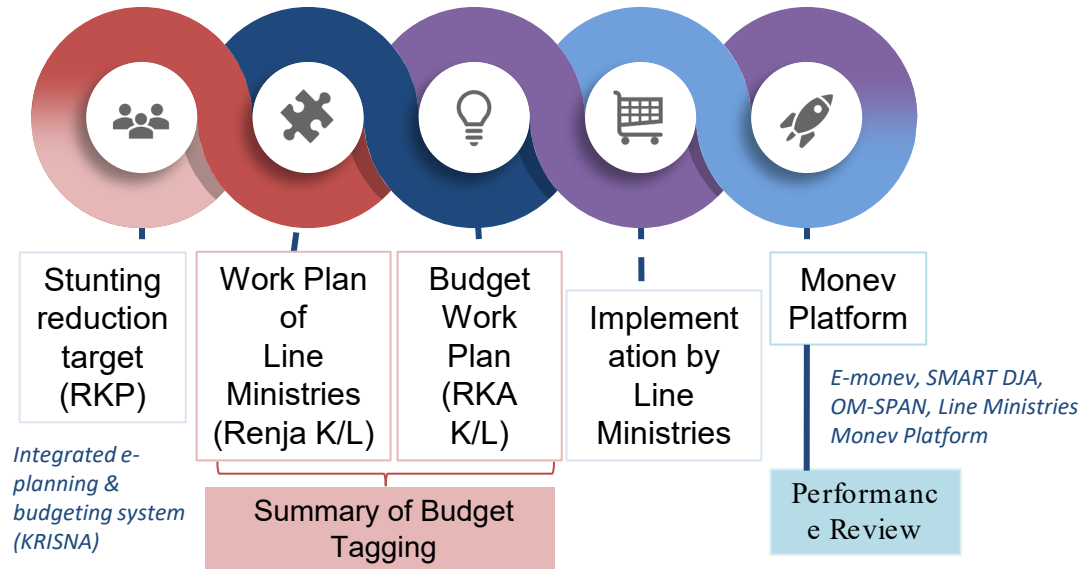 Stunting
reduction
target
(RKP)
Work Plan
of
Line
Ministries
(Renja K/L)
Budget
Work
Plan
(RKA
K/L)
Implement
ation by
Line
Ministries
Monev
Platform
Integrated e-
planning &
budgeting system
(KRISNA)
Summary of Budget
Tagging
E-monev, SMART DJA,
OM-SPAN, Line Ministries
Monev Platform
Performanc
e Review